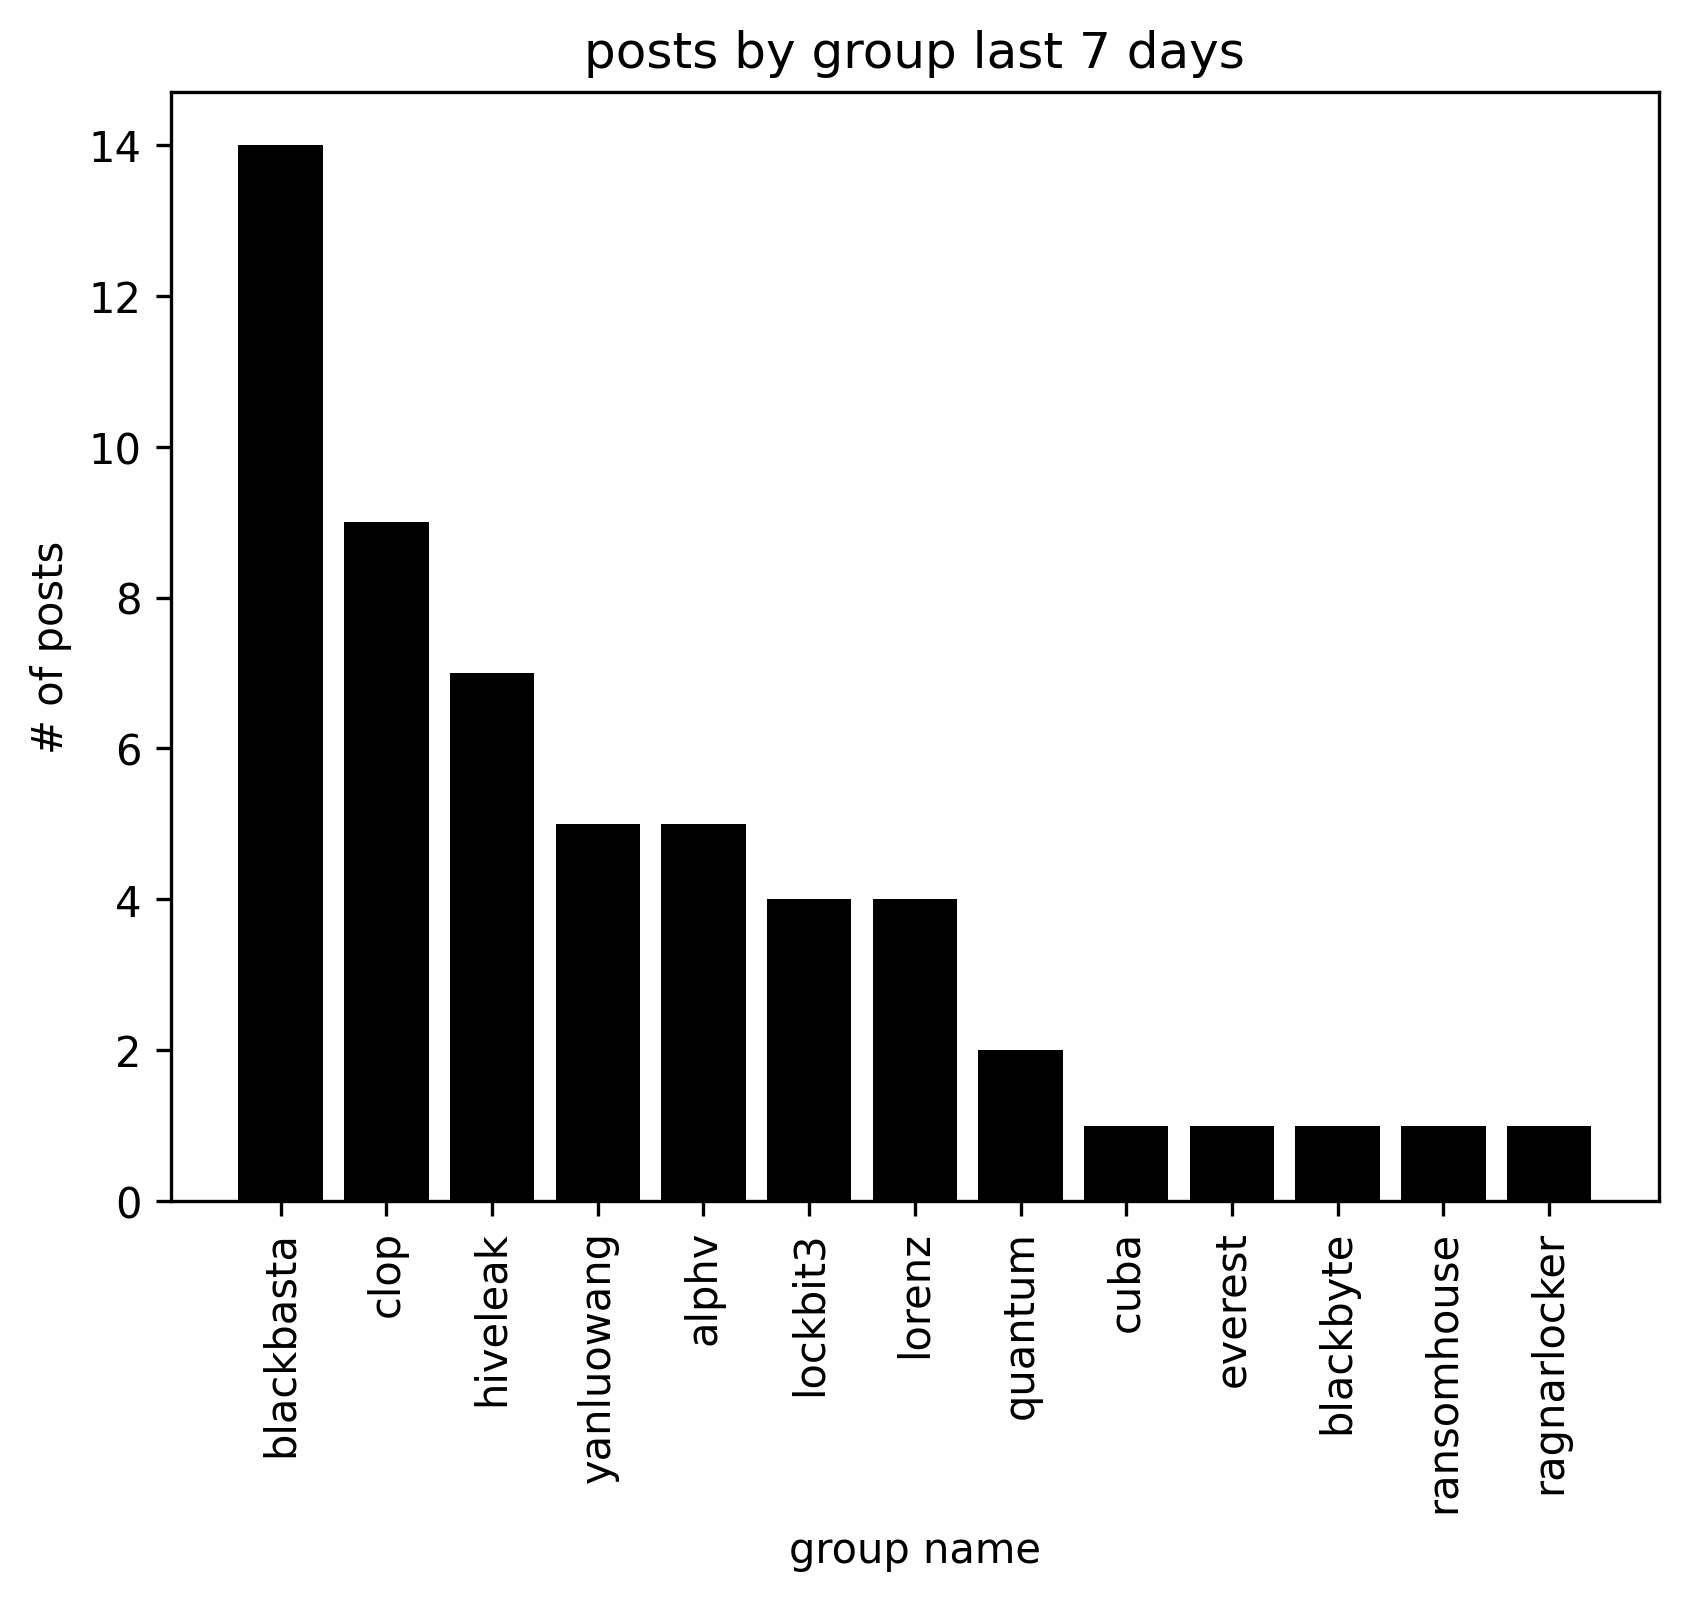 posts by group last 7 days
14
12
10
8
6
4
2
0
# of posts
blackbasta
clop
hiveleak
yanluowang
alphv
lockbit3
lorenz
quantum
cuba
everest
blackbyte
ransomhouse
ragnarlocker
group name